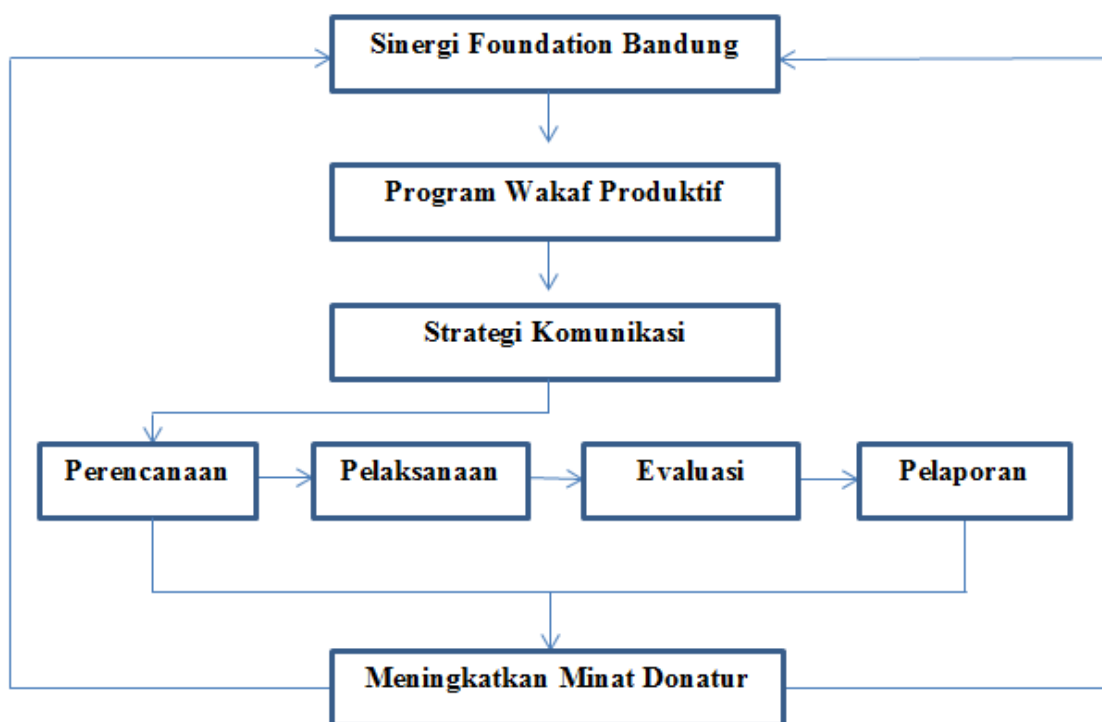 Sinergi Foundation Bandung
Program Wakaf Produktif
Strategi Komunikasi
Perencanaan
Pelaksanaan
Evaluasi
Pelaporan
Meningkatkan Minat Donatur